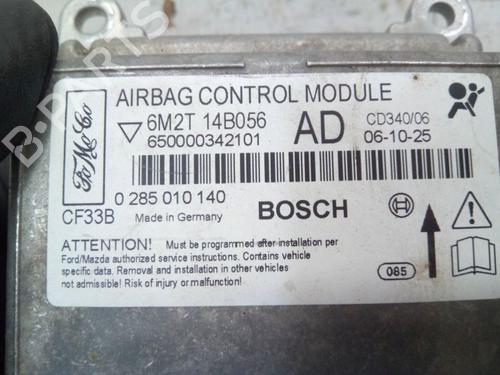 AIRBAG CONTROL MODULE
6M2T 14B056 AD CD340/06
650000342101 06-10-25
FoMoCo
0 285 010 140
CF33B Made in Germany BOSCH
ATTENTION! Must be programmed after installation per
Ford/Mazda authorized service instructions. Contains vehicle
specific data. Removal and installation in other vehicles
not admissible! Risk of injury or malfunction!
085
B-PARTS